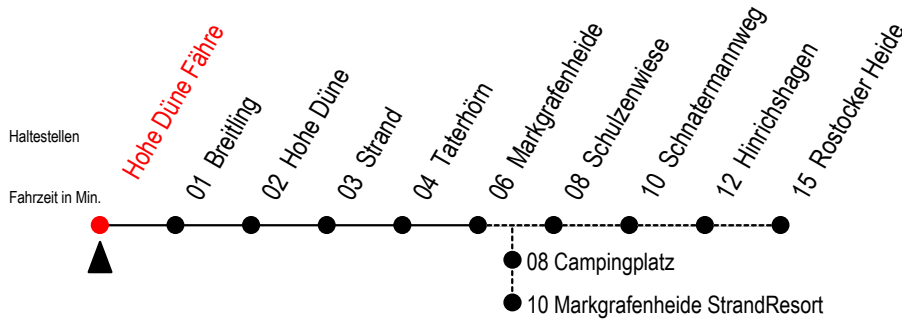 Haltestellen
Fahrzeit in Min.
Hohe Düne Fähre
01 Breitling
02 Hohe Düne
03 Strand
04 Taterhörn
06 Markgrafenheide
08 Schulzenwiese
10 Schnatermannweg
12 Hinrichshagen
15 Rostocker Heide
08 Campingplatz
10 Markgrafenheide StrandResort